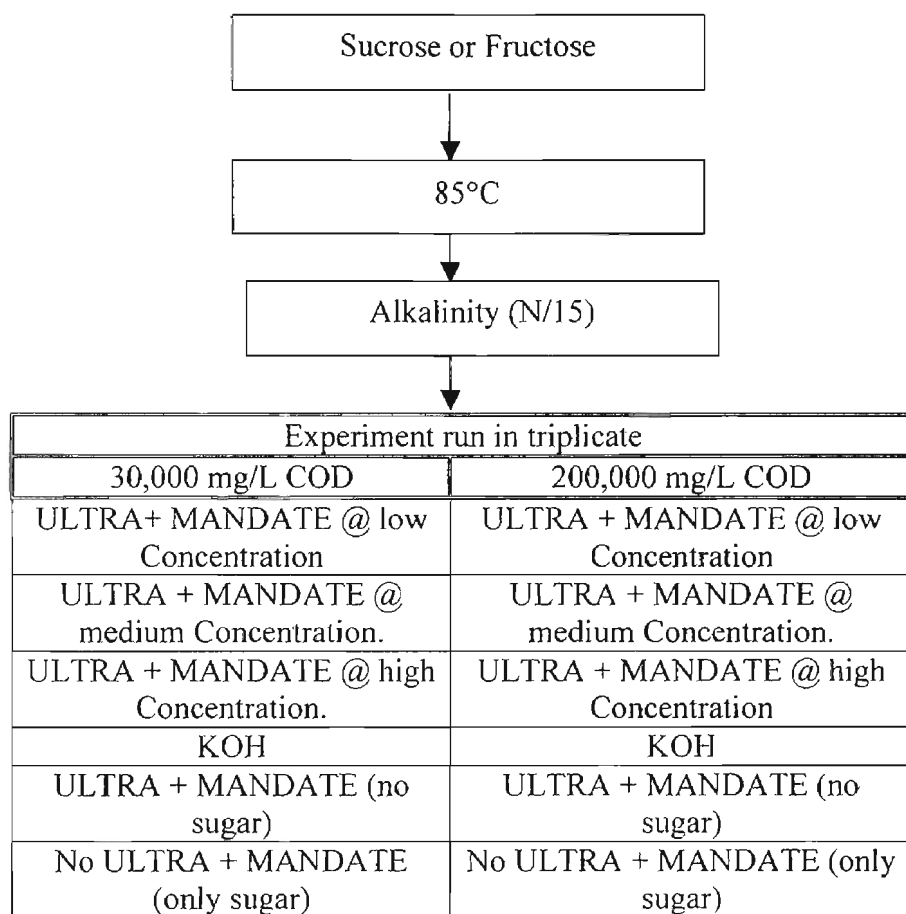 Sucrose or Fructose
85°C
Alkalinity (N/15)
Experiment run in triplicate
30,000 mg/L COD
200,000 mg/L COD
ULTRA+ MANDATE @ low
Concentration
ULTRA + MANDATE @ low
Concentration
ULTRA + MANDATE @
medium Concentration.
ULTRA + MANDATE @
medium Concentration.
ULTRA + MANDATE @ high
Concentration.
ULTRA + MANDATE @ high
Concentration
KOH
KOH
ULTRA + MANDATE (no
sugar)
ULTRA + MANDATE (no
sugar)
No ULTRA + MANDATE
(only sugar)
No ULTRA + MANDATE (only
sugar)